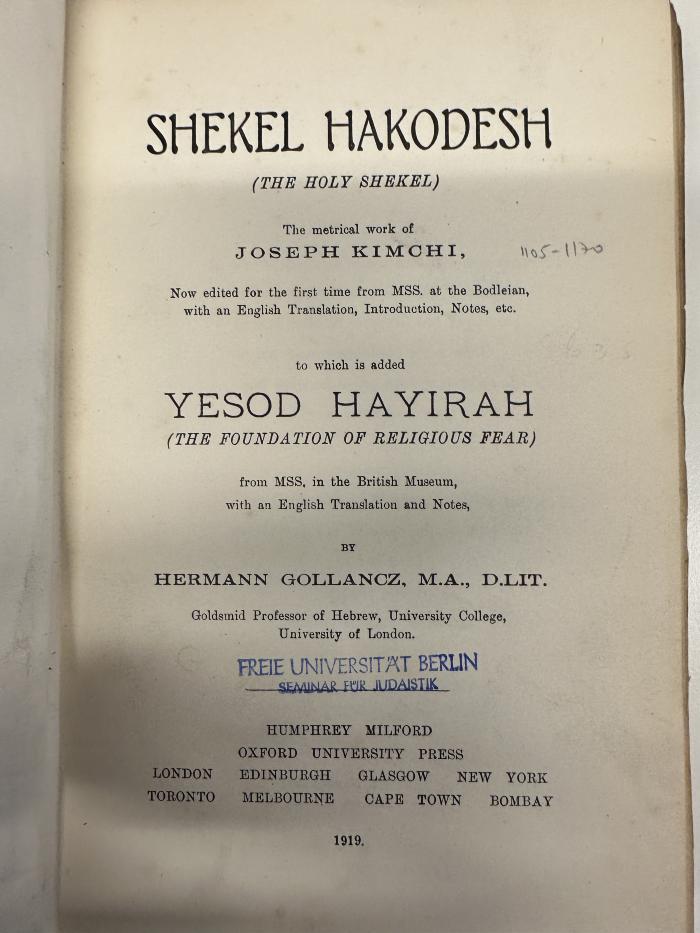 SHEKEL HAKODESH
(THE HOLY SHEKEL)
The metrical work of
JOSEPH KIMCHI,
1105-1170
Now edited for the first time from MSS. at the Bodleian,
with an English Translation, Introduction, Notes, etc.
to which is added
YESOD HAYIRAH
(THE FOUNDATION OF RELIGIOUS FEAR)
from MSS. in the British Museum,
with an English Translation and Notes,
BY
HERMANN GOLLANCZ, M.A., D.LIT.
Goldsmid Professor of Hebrew, University College,
University of London.
FREIE UNIVERSITÄT BERLIN
SEMINAR FÜR JUDAISTIK
HUMPHREY MILFORD
OXFORD UNIVERSITY PRESS
LONDON EDINBURGH GLASGOW NEW YORK
TORONTO MELBOURNE CAPE TOWN BOMBAY
1919.